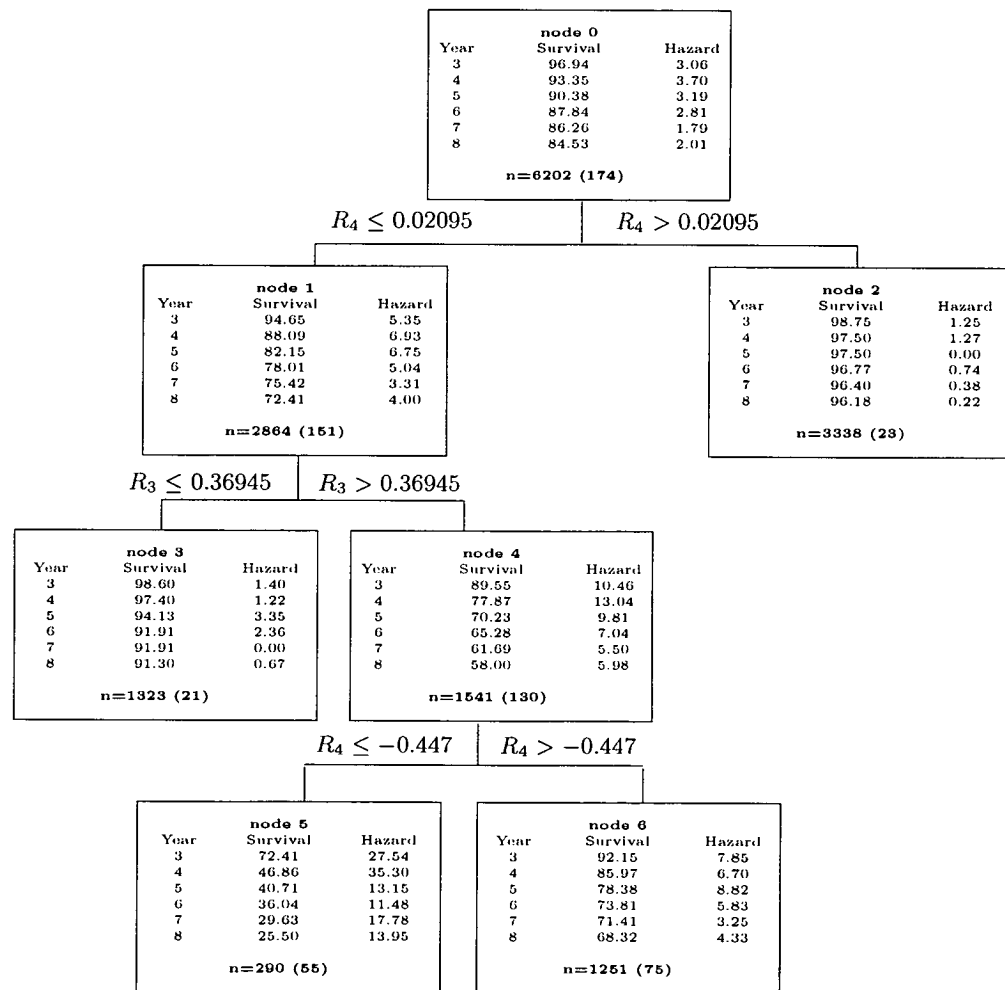 node 0
Year Survival Hazard
3 96.94 3.06
4 93.35 3.70
5 90.38 3.19
6 87.84 2.81
7 86.26 1.79
8 84.53 2.01
n=6202 (174)
R₄ ≤ 0.02095 R₄ > 0.02095
node 1
Year Survival Hazard
3 94.65 5.35
4 88.09 6.93
5 82.15 6.75
6 78.01 5.04
7 75.42 3.31
8 72.41 4.00
n=2864 (151)
node 2
Year Survival Hazard
3 98.75 1.25
4 97.50 1.27
5 97.50 0.00
6 96.77 0.74
7 96.40 0.38
8 96.18 0.22
n=3338 (23)
R₃ ≤ 0.36945 R₃ > 0.36945
node 3
Year Survival Hazard
3 98.60 1.40
4 97.40 1.22
5 94.13 3.35
6 91.91 2.36
7 91.91 0.00
8 91.30 0.67
n=1323 (21)
node 4
Year Survival Hazard
3 89.55 10.46
4 77.87 13.04
5 70.23 9.81
6 65.28 7.04
7 61.69 5.50
8 58.00 5.98
n=1541 (130)
R₄ ≤ −0.447 R₄ > −0.447
node 5
Year Survival Hazard
3 72.41 27.54
4 46.86 35.30
5 40.71 13.15
6 36.04 11.48
7 29.63 17.78
8 25.50 13.95
n=290 (55)
node 6
Year Survival Hazard
3 92.15 7.85
4 85.97 6.70
5 78.38 8.82
6 73.81 5.83
7 71.41 3.25
8 68.32 4.33
n=1251 (75)